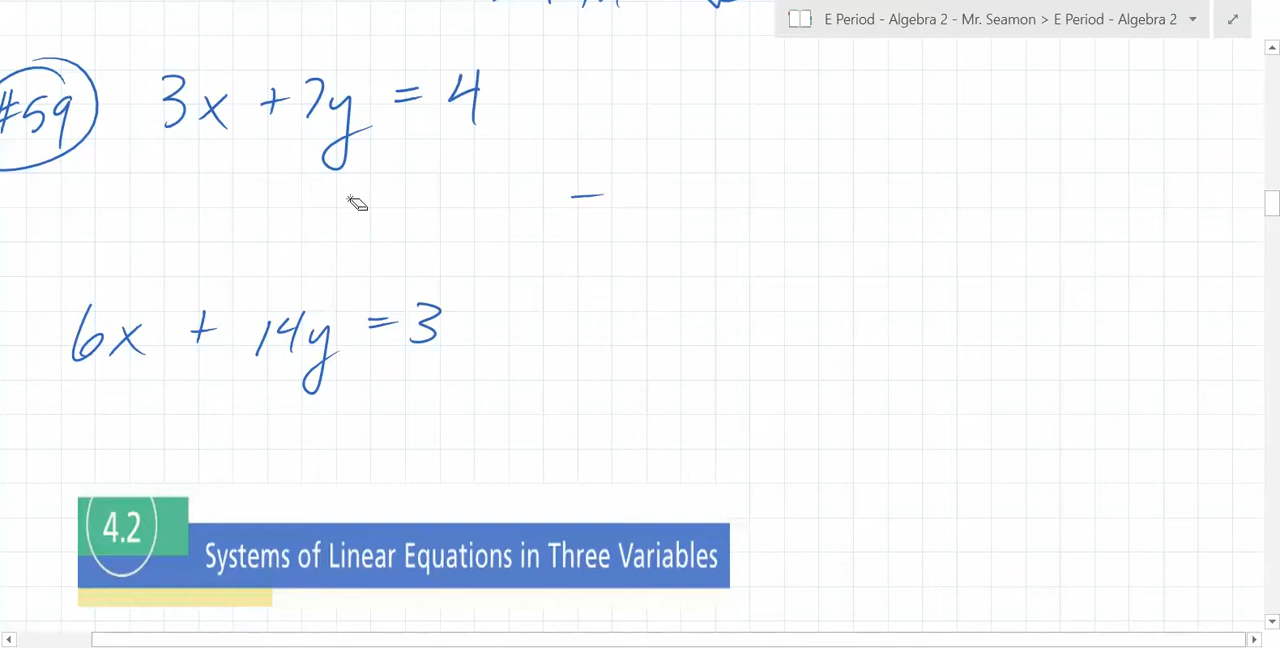 E Period - Algebra 2 - Mr. Seamon > E Period - Algebra 2
#59 3x + 7y = 4
6x + 14y = 3
4.2 Systems of Linear Equations in Three Variables